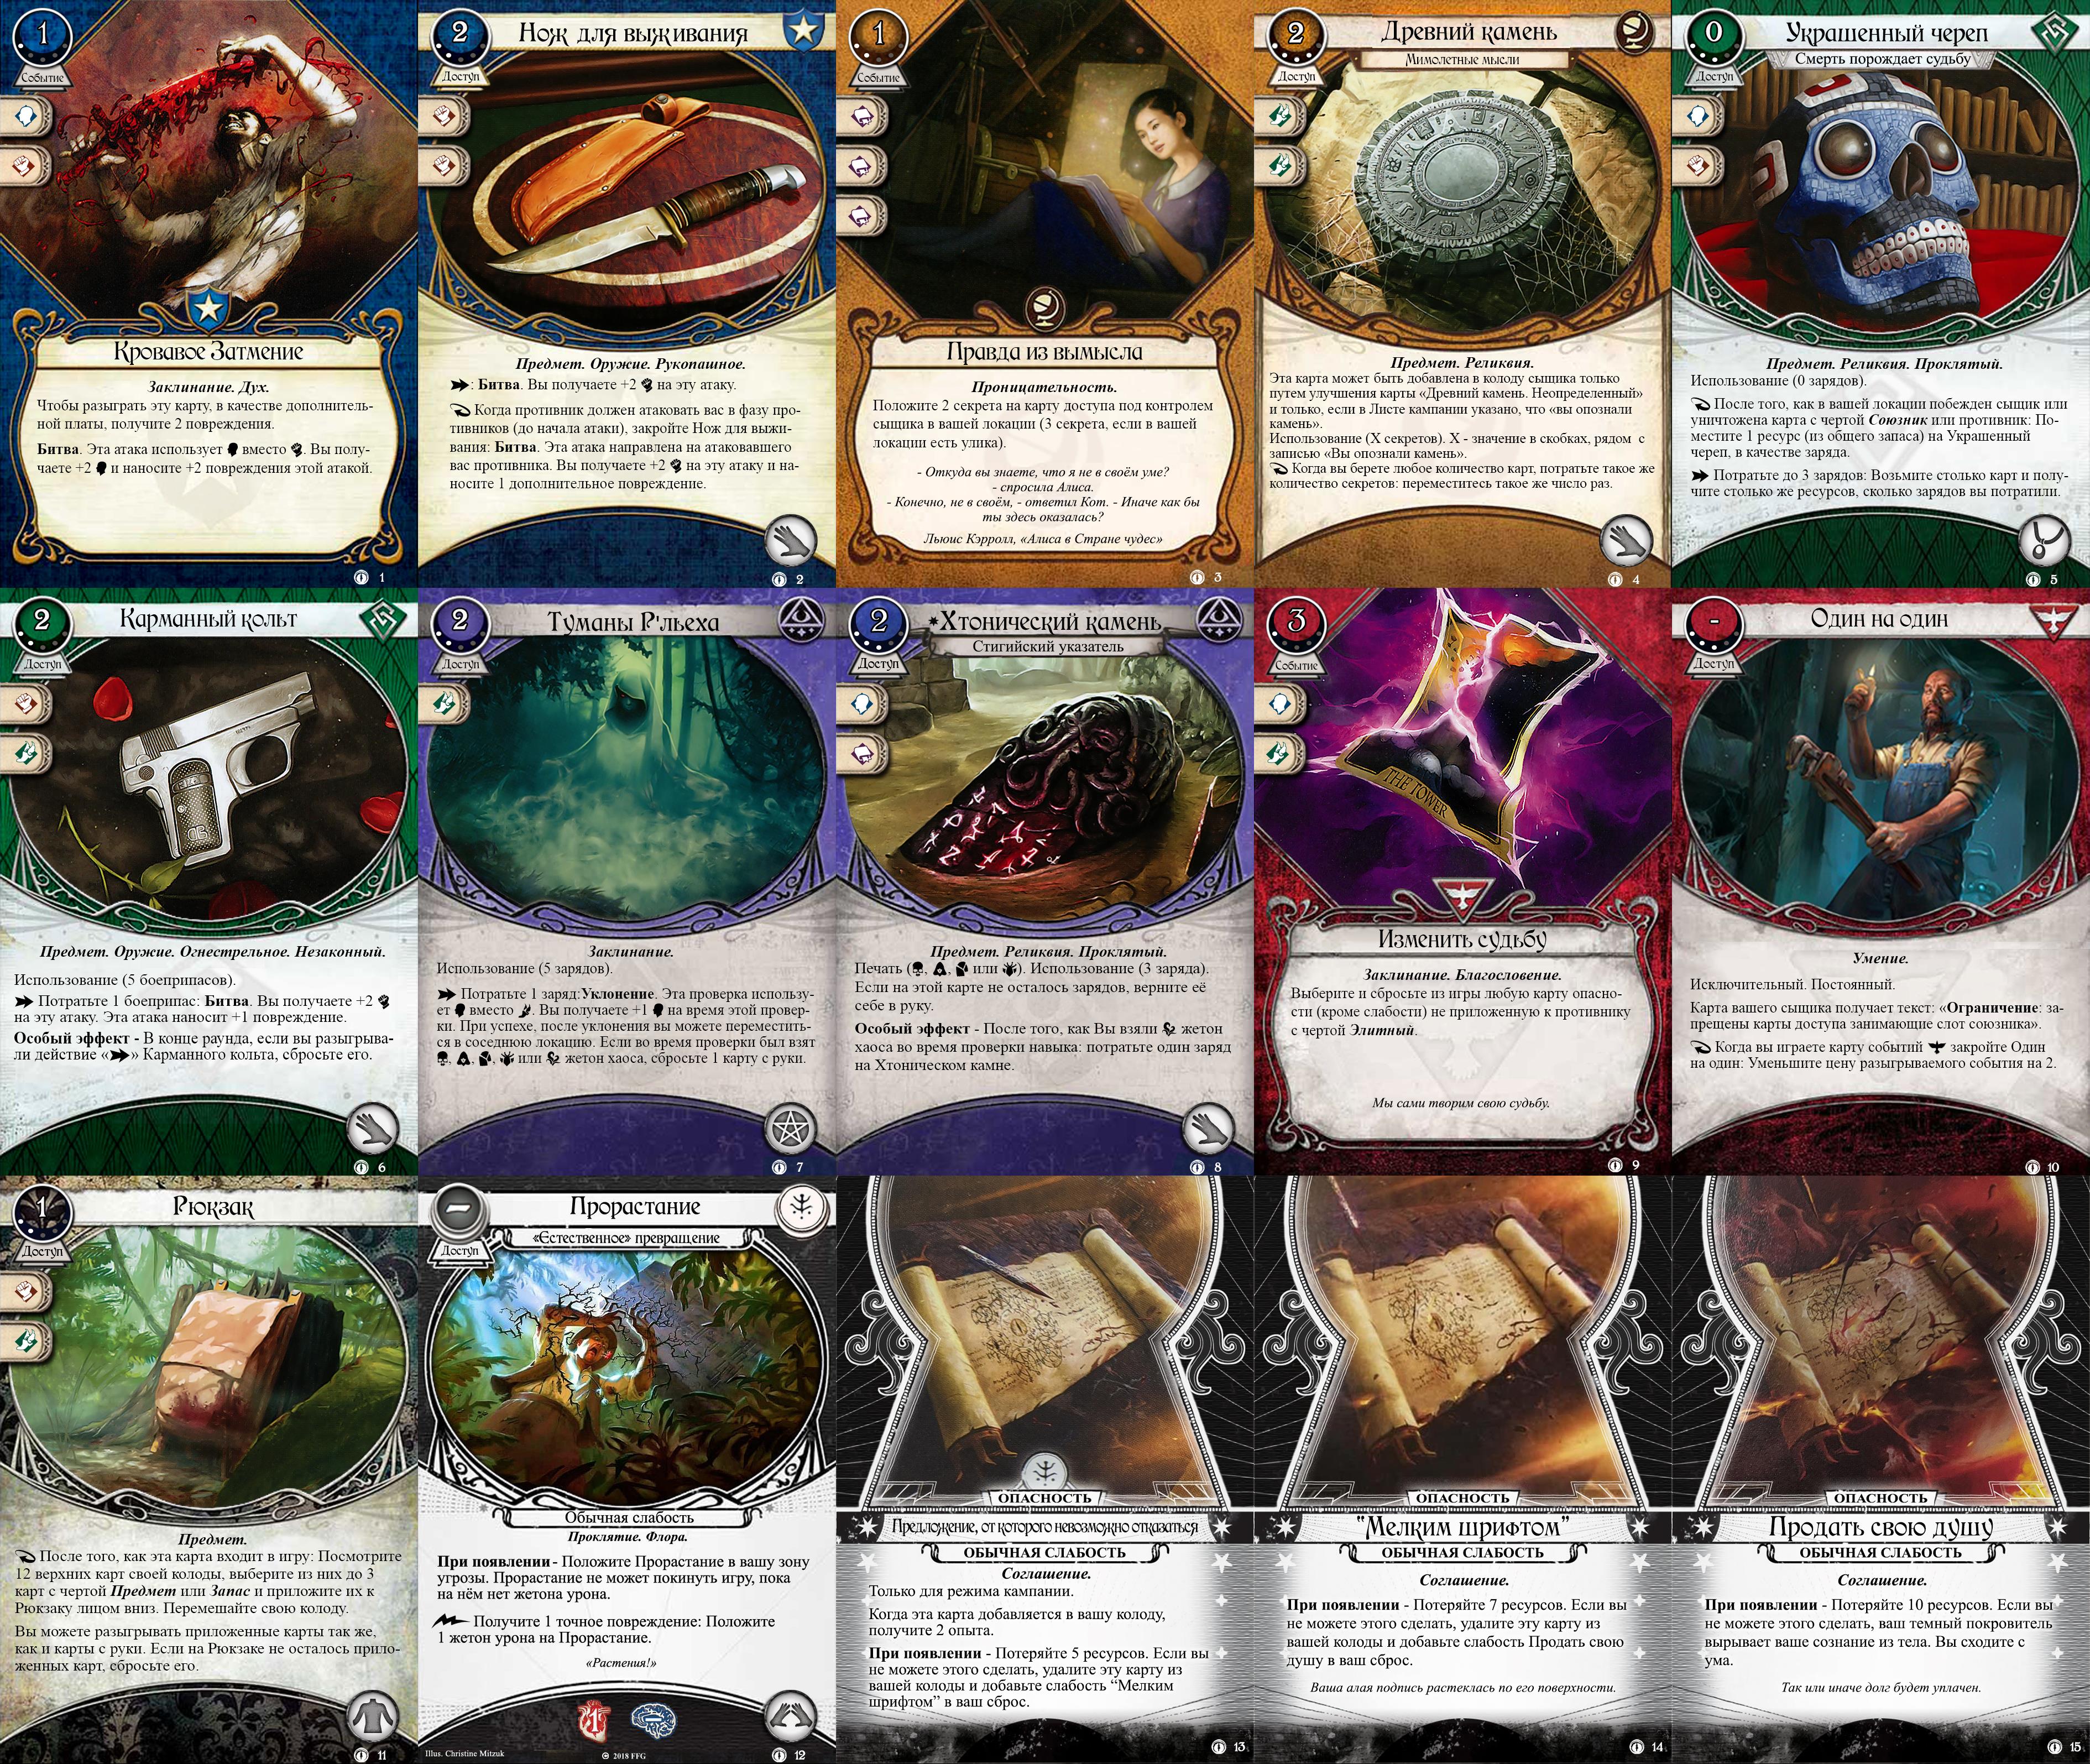 1
Событие
Кровавое Затмение
Заклинание. Дух.
Чтобы разыграть эту карту, в качестве дополнитель-
ной платы, получите 2 повреждения.
Битва. Эта атака использует вместо . Вы полу-
чаете +2 и наносите +2 повреждения этой атакой.
1
2
Доступ
Нож для выживания
Предмет. Оружие. Рукопашное.
: Битва. Вы получаете +2 на эту атаку.
Когда противник должен атаковать вас в фазу про-
тивников (до начала атаки), закройте Нож для выжи-
вания: Битва. Эта атака направлена на атаковавшего
вас противника. Вы получаете +2 на эту атаку и на-
носите 1 дополнительное повреждение.
2
1
Событие
Правда из вымысла
Проницательность.
Положите 2 секрета на карту доступа под контролем
сыщика в вашей локации (3 секрета, если в вашей
локации есть улика).
- Откуда вы знаете, что я не в своём уме?
- спросила Алиса.
- Конечно, не в своём, - ответил Кот. - Иначе как бы
ты здесь оказалась?
Льюис Кэрролл, «Алиса в Стране чудес»
3
2
Доступ
Древний камень
Мимолетные мысли
Предмет. Реликвия.
Эта карта может быть добавлена в колоду сыщика только
путем улучшения карты «Древний камень. Неопределенный»
и только, если в Листе кампании указано, что «вы опознали
камень».
Использование (X секретов). X - значение в скобках, рядом с
записью «Вы опознали камень».
Когда вы берете любое количество карт, потратьте такое же
количество секретов: переместитесь такое же число раз.
4
0
Доступ
Украшенный череп
Смерть порождает судьбу
Предмет. Реликвия. Проклятый.
Использование (0 зарядов).
После того, как в вашей локации побежден сыщик или
уничтожена карта с чертой Союзник или противник: По-
местите 1 ресурс (из общего запаса) на Украшенный
череп, в качестве заряда.
Потратьте до 3 зарядов: Возьмите столько карт и полу-
чите столько же ресурсов, сколько зарядов вы потратили.
5
2
Доступ
Карманный кольт
Предмет. Оружие. Огнестрельное. Незаконный.
Использование (5 боеприпасов).
Потратьте 1 боеприпас: Битва. Вы получаете +2
на эту атаку. Эта атака наносит +1 повреждение.
Особый эффект - В конце раунда, если вы разыгрыва-
ли действие «» Карманного кольта, сбросьте его.
6
2
Доступ
Туманы Р'льеха
Заклинание.
Использование (5 зарядов).
Потратьте 1 заряд:Уклонение. Эта проверка использу-
ет вместо . Вы получаете +1 на время этой провер-
ки. При успехе, после уклонения вы можете переместить-
ся в соседнюю локацию. Если во время проверки был взят
, , , или жетон хаоса, сбросьте 1 карту с руки.
7
2
Доступ
*Хтонический камень
Стигийский указатель
Предмет. Реликвия. Проклятый.
Печать (, , или ). Использование (3 заряда).
Если на этой карте не осталось зарядов, верните её
себе в руку.
Особый эффект - После того, как Вы взяли жетон
хаоса во время проверки навыка: потратьте один заряд
на Хтоническом камне.
8
3
Событие
THE TOWER
Изменить судьбу
Заклинание. Благословение.
Выберите и сбросьте из игры любую карту опасно-
сти (кроме слабости) не приложенную к противнику
с чертой Элитный.
Мы сами творим свою судьбу.
9
-
Доступ
Один на один
Умение.
Исключительный. Постоянный.
Карта вашего сыщика получает текст: «Ограничение: за-
прещены карты доступа занимающие слот союзника».
Когда вы играете карту событий закройте Один
на один: Уменьшите цену разыгрываемого события на 2.
10
1
Доступ
Рюкзак
Предмет.
После того, как эта карта входит в игру: Посмотрите
12 верхних карт своей колоды, выберите из них до 3
карт с чертой Предмет или Запас и приложите их к
Рюкзаку лицом вниз. Перемешайте свою колоду.
Вы можете разыгрывать приложенные карты так же,
как и карты с руки. Если на Рюкзаке не осталось прило-
женных карт, сбросьте его.
11
–
Доступ
Прорастание
«Естественное» превращение
Обычная слабость
Проклятие. Флора.
При появлении - Положите Прорастание в вашу зону
угрозы. Прорастание не может покинуть игру, пока
на нём нет жетона урона.
Получите 1 точное повреждение: Положите
1 жетон урона на Прорастание.
«Растения!»
1
–
Illus. Christine Mitzuk
© 2018 FFG
12
ОПАСНОСТЬ
Предложение, от которого невозможно отказаться
ОБЫЧНАЯ СЛАБОСТЬ
Соглашение.
Только для режима кампании.
Когда эта карта добавляется в вашу колоду,
получите 2 опыта.
При появлении - Потеряйте 5 ресурсов. Если вы
не можете этого сделать, удалите эту карту из
вашей колоды и добавьте слабость “Мелким
шрифтом” в ваш сброс.
13
ОПАСНОСТЬ
“Мелким шрифтом”
ОБЫЧНАЯ СЛАБОСТЬ
Соглашение.
При появлении - Потеряйте 7 ресурсов. Если вы
не можете этого сделать, удалите эту карту из
вашей колоды и добавьте слабость Продать свою
душу в ваш сброс.
Ваша алая подпись растеклась по его поверхности.
14
ОПАСНОСТЬ
Продать свою душу
ОБЫЧНАЯ СЛАБОСТЬ
Соглашение.
При появлении - Потеряйте 10 ресурсов. Если вы
не можете этого сделать, ваш темный покровитель
вырывает ваше сознание из тела. Вы сходите с
ума.
Так или иначе долг будет уплачен.
15